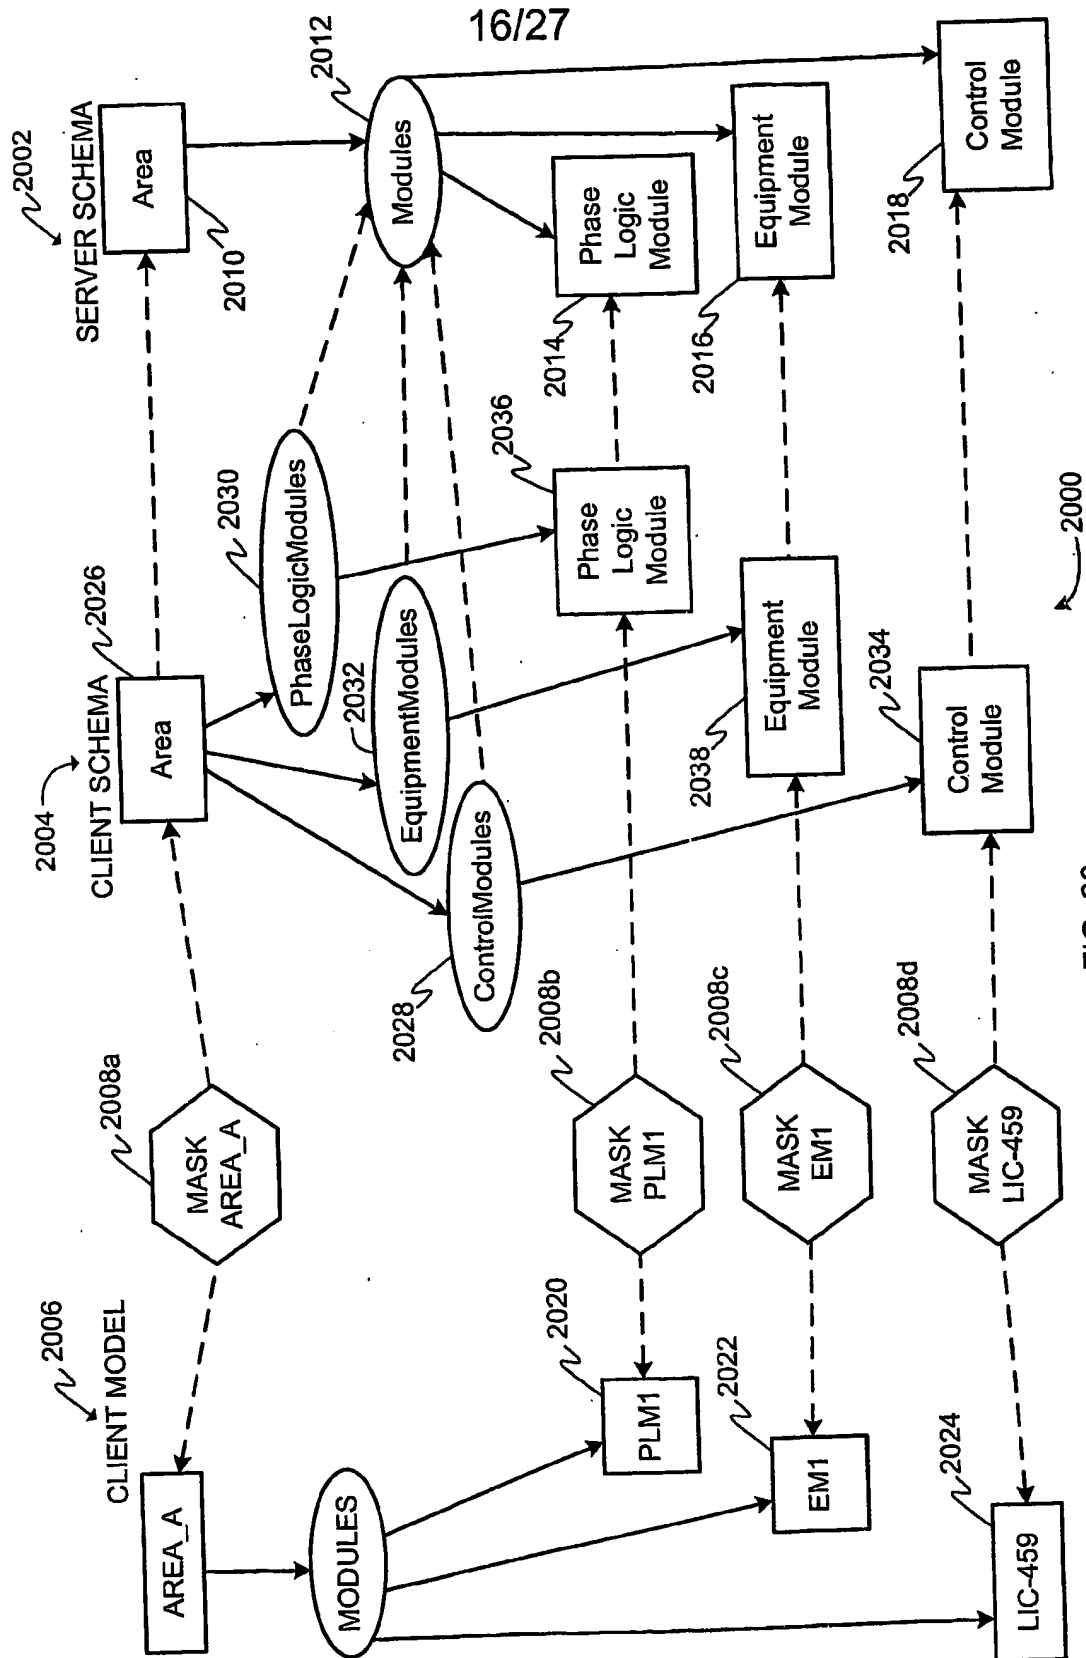 16/27
CLIENT MODEL
2006
AREA_A
MODULES
PLM1
2020
EM1
2022
LIC-459
2024
MASK
AREA_A
2008a
MASK
PLM1
2008b
MASK
EM1
2008c
MASK
LIC-459
2008d
CLIENT SCHEMA
2004
Area
2026
ControlModules
2028
EquipmentModules
2032
PhaseLogicModules
2030
Phase
Logic
Module
2036
Equipment
Module
2038
Control
Module
2034
SERVER SCHEMA
2002
Area
2010
Modules
2012
Phase
Logic
Module
2014
Equipment
Module
2016
Control
Module
2018
2000